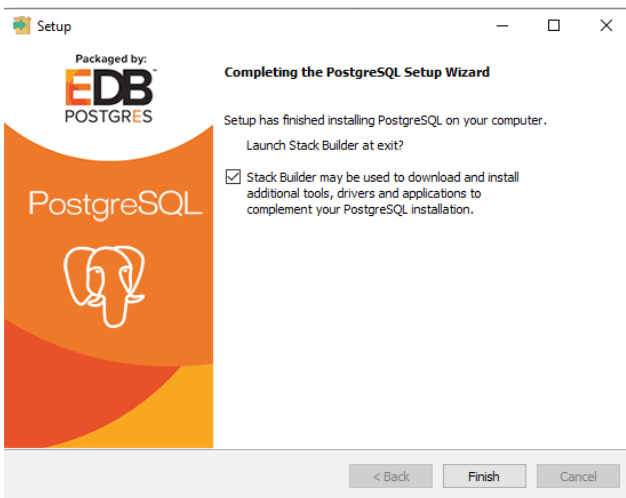 Setup
Packaged by:
EDB
POSTGRES
PostgreSQL
Completing the PostgreSQL Setup Wizard
Setup has finished installing PostgreSQL on your computer.
Launch Stack Builder at exit?
Stack Builder may be used to download and install
additional tools, drivers and applications to
complement your PostgreSQL installation.
< Back
Finish
Cancel